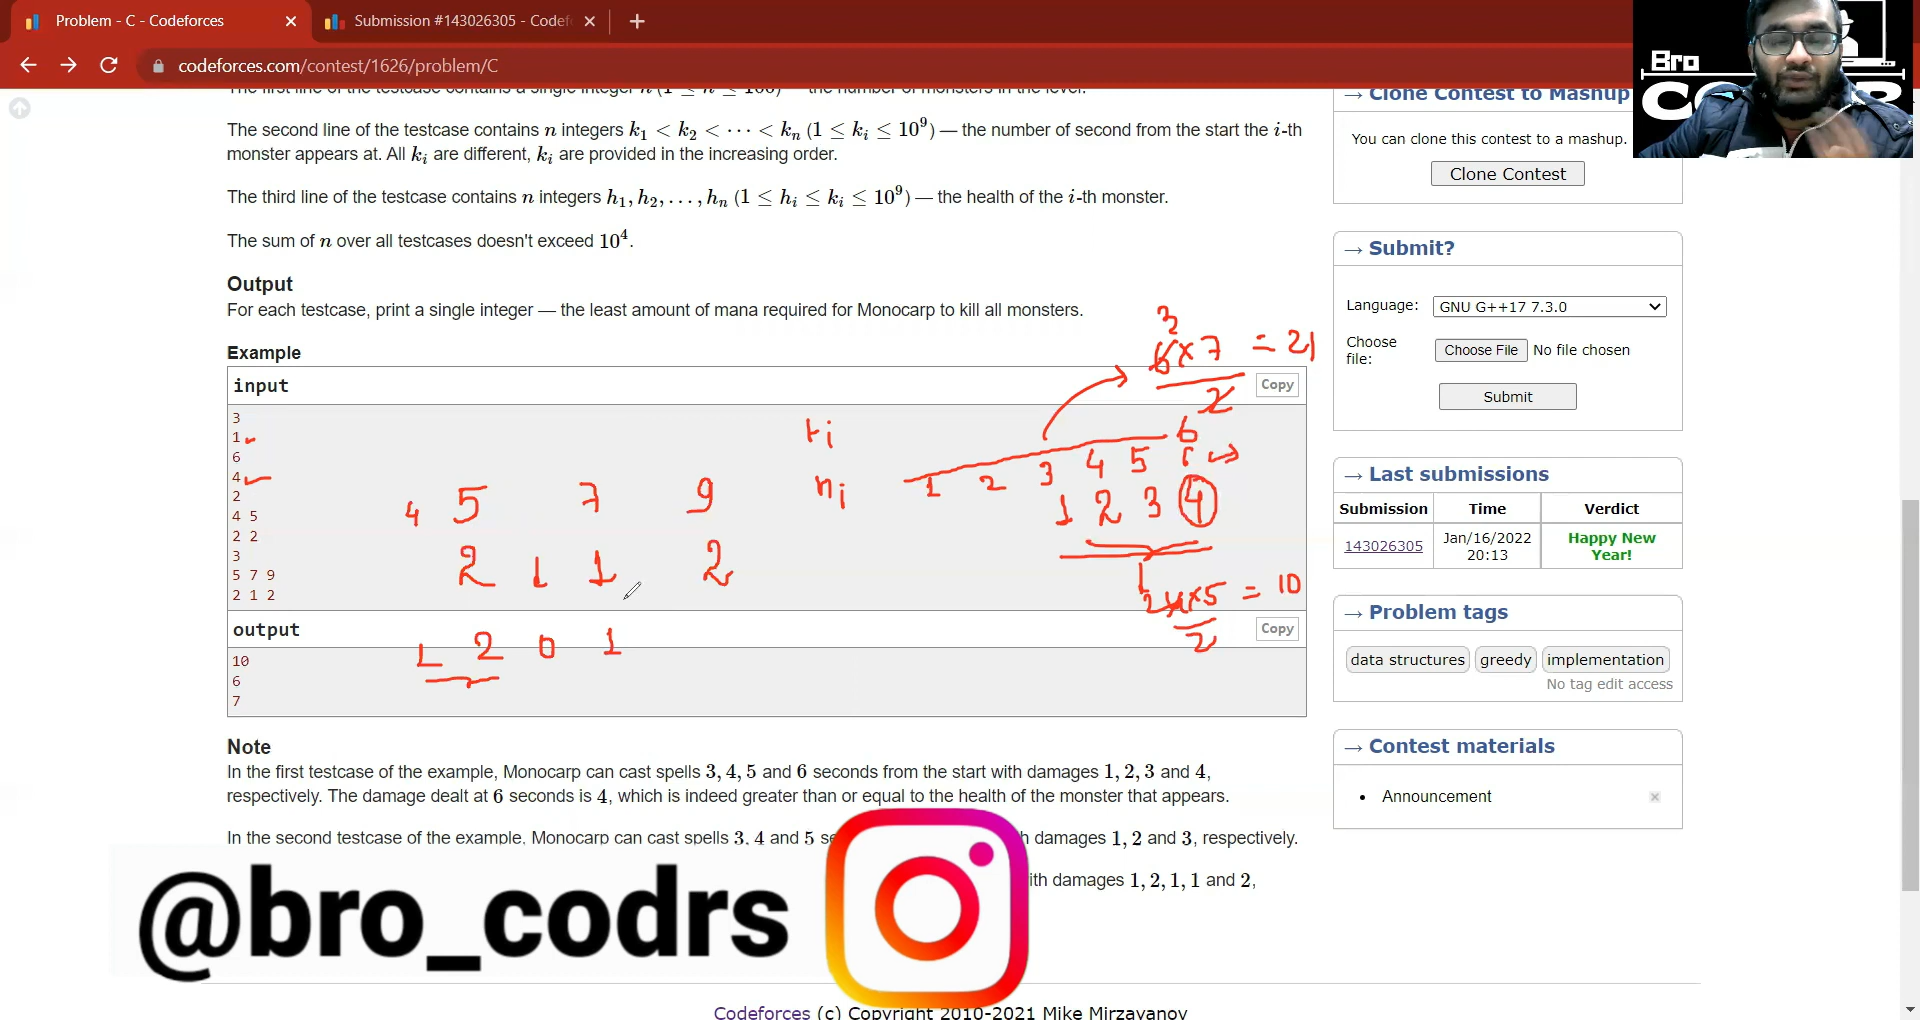 Problem - C - Codeforces
Submission #143026305 - Codef
codeforces.com/contest/1626/problem/C
Bro
The second line of the testcase contains n integers k₁ < k₂ < ··· < kₙ (1 ≤ kᵢ ≤ 10⁹) — the number of second from the start the i-th
monster appears at. All kᵢ are different, kᵢ are provided in the increasing order.
The third line of the testcase contains n integers h₁, h₂, . . . , hₙ (1 ≤ hᵢ ≤ kᵢ ≤ 10⁹) — the health of the i-th monster.
The sum of n over all testcases doesn't exceed 10⁴.
Output
For each testcase, print a single integer — the least amount of mana required for Monocarp to kill all monsters.
Example
input
Copy
3
1
6
4
2
4 5
2 2
3
5 7 9
2 1 2
output
Copy
10
6
7
4 5 7 9
2 1 1 2
1 2 0 1
3
6 x 7 = 21
2
6
1 2 3 4 5 6
1 2 3 4
2 4 x 5 = 10
2
Note
In the first testcase of the example, Monocarp can cast spells 3, 4, 5 and 6 seconds from the start with damages 1, 2, 3 and 4,
respectively. The damage dealt at 6 seconds is 4, which is indeed greater than or equal to the health of the monster that appears.
In the second testcase of the example, Monocarp can cast spells 3, 4 and 5 se h damages 1, 2 and 3, respectively.
ith damages 1, 2, 1, 1 and 2,
@bro_codrs
→ Clone Contest to Mashup
You can clone this contest to a mashup.
Clone Contest
→ Submit?
Language: GNU G++17 7.3.0
Choose file: Choose File No file chosen
Submit
→ Last submissions
Submission Time Verdict
143026305 Jan/16/2022 20:13 Happy New Year!
→ Problem tags
data structures greedy implementation
No tag edit access
→ Contest materials
Announcement
Codeforces (c) Copyright 2010-2021 Mike Mirzayanov